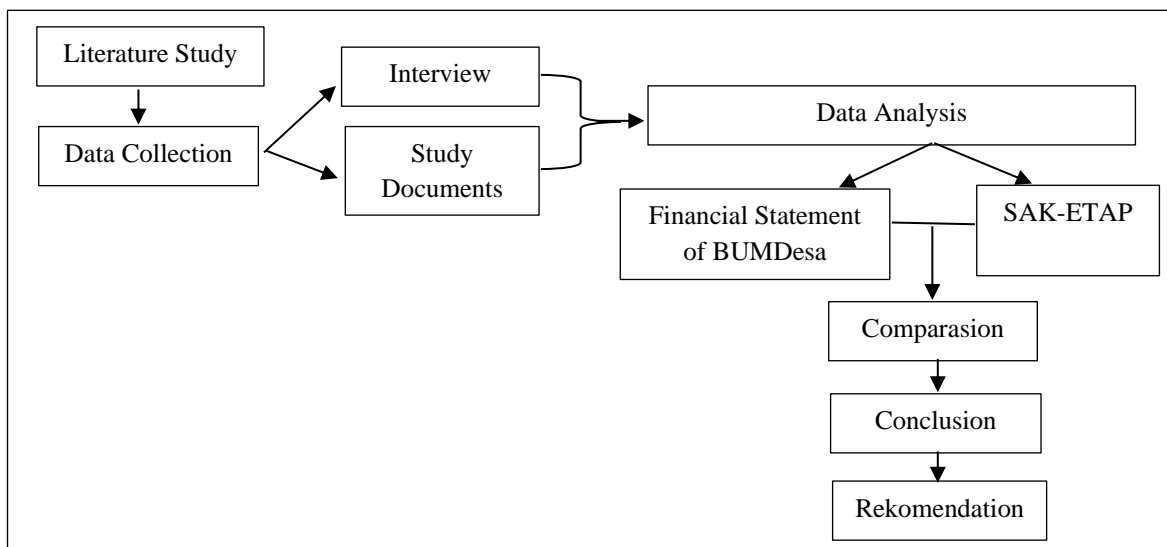 Literature Study
Data Collection
Interview
Study
Documents
Data Analysis
Financial Statement
of BUMDesa
SAK-ETAP
Comparasion
Conclusion
Rekomendation